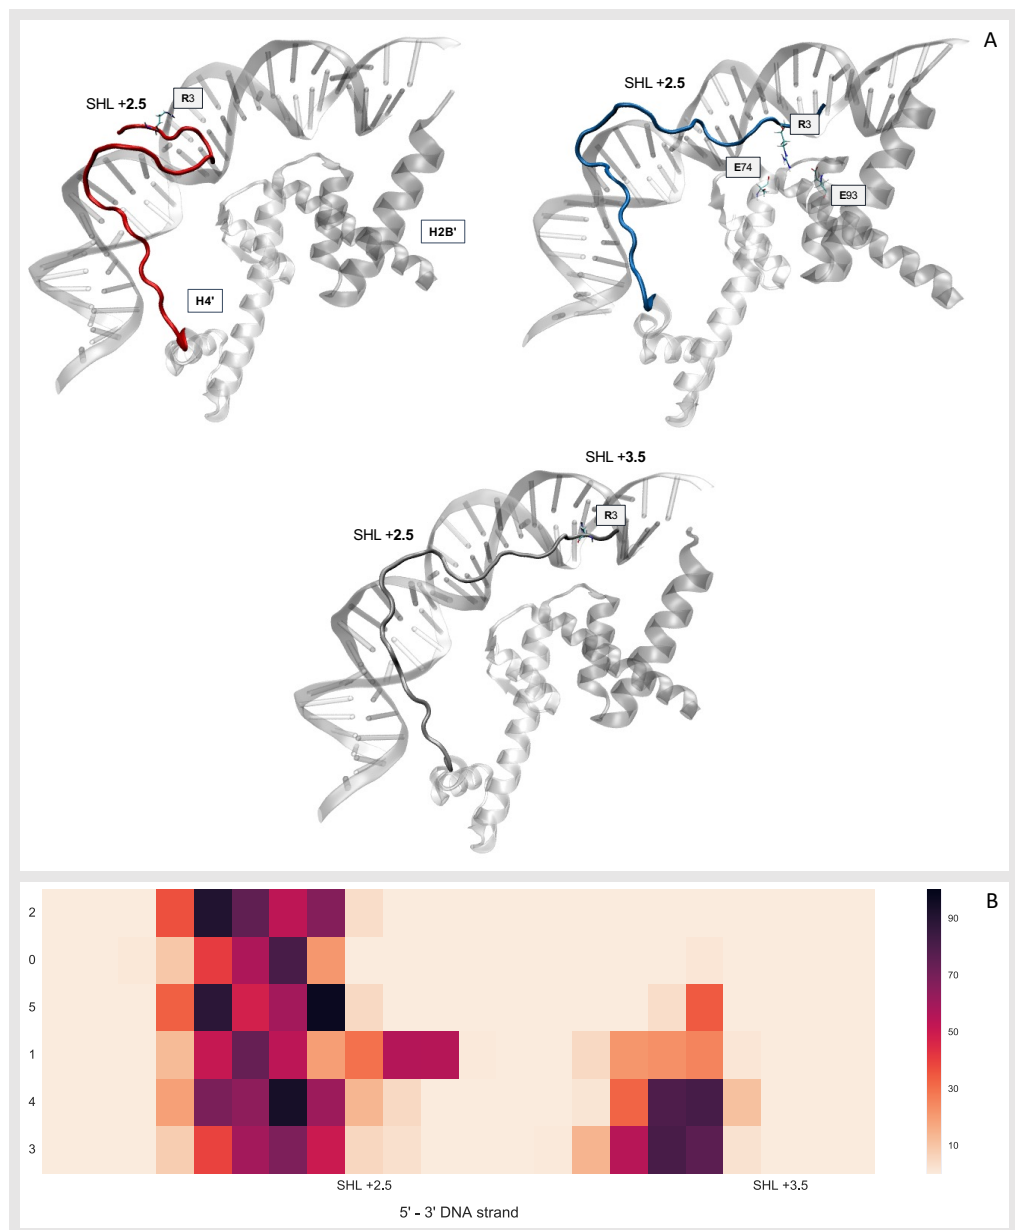 A
SHL +2.5
R3
H2B'
H4'
SHL +2.5
R3
E74
E93
SHL +3.5
R3
SHL +2.5
B
2
0
5
1
4
3
90
70
50
30
10
SHL +2.5
SHL +3.5
5' - 3' DNA strand